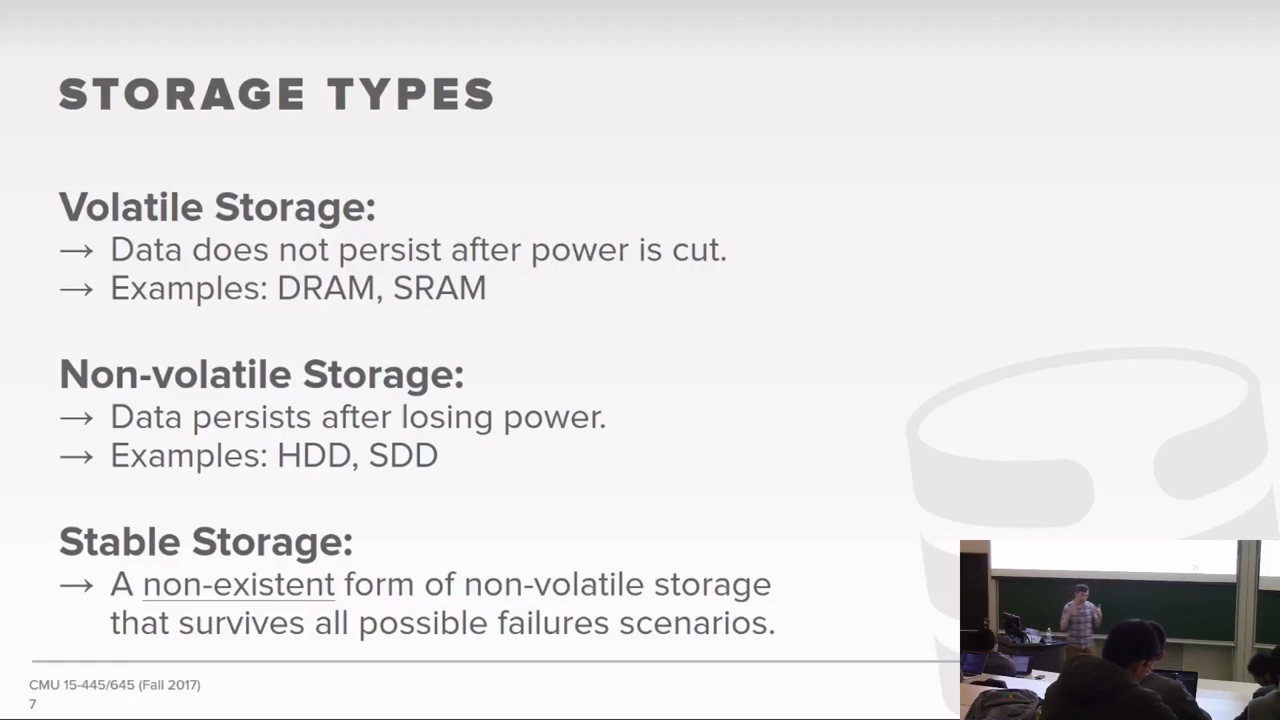 STORAGE TYPES
Volatile Storage:
→ Data does not persist after power is cut.
→ Examples: DRAM, SRAM
Non-volatile Storage:
→ Data persists after losing power.
→ Examples: HDD, SDD
Stable Storage:
→ A non-existent form of non-volatile storage
that survives all possible failures scenarios.
CMU 15-445/645 (Fall 2017)
7